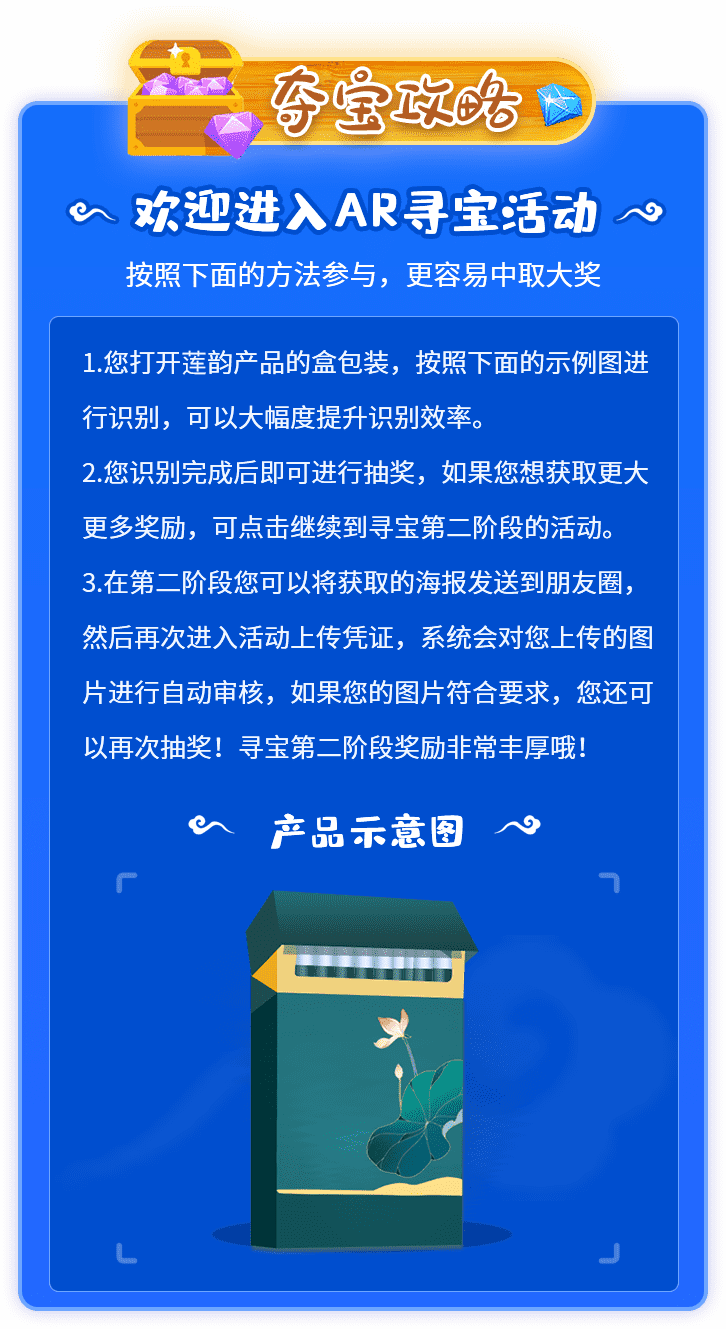 夺宝攻略
欢迎进入AR寻宝活动
按照下面的方法参与，更容易中取大奖
1.您打开莲韵产品的盒包装，按照下面的示例图进
行识别，可以大幅度提升识别效率。
2.您识别完成后即可进行抽奖，如果您想获取更大
更多奖励，可点击继续到寻宝第二阶段的活动。
3.在第二阶段您可以将获取的海报发送到朋友圈，
然后再次进入活动上传凭证，系统会对您上传的图
片进行自动审核，如果您的图片符合要求，您还可
以再次抽奖！寻宝第二阶段奖励非常丰厚哦！
产品示意图